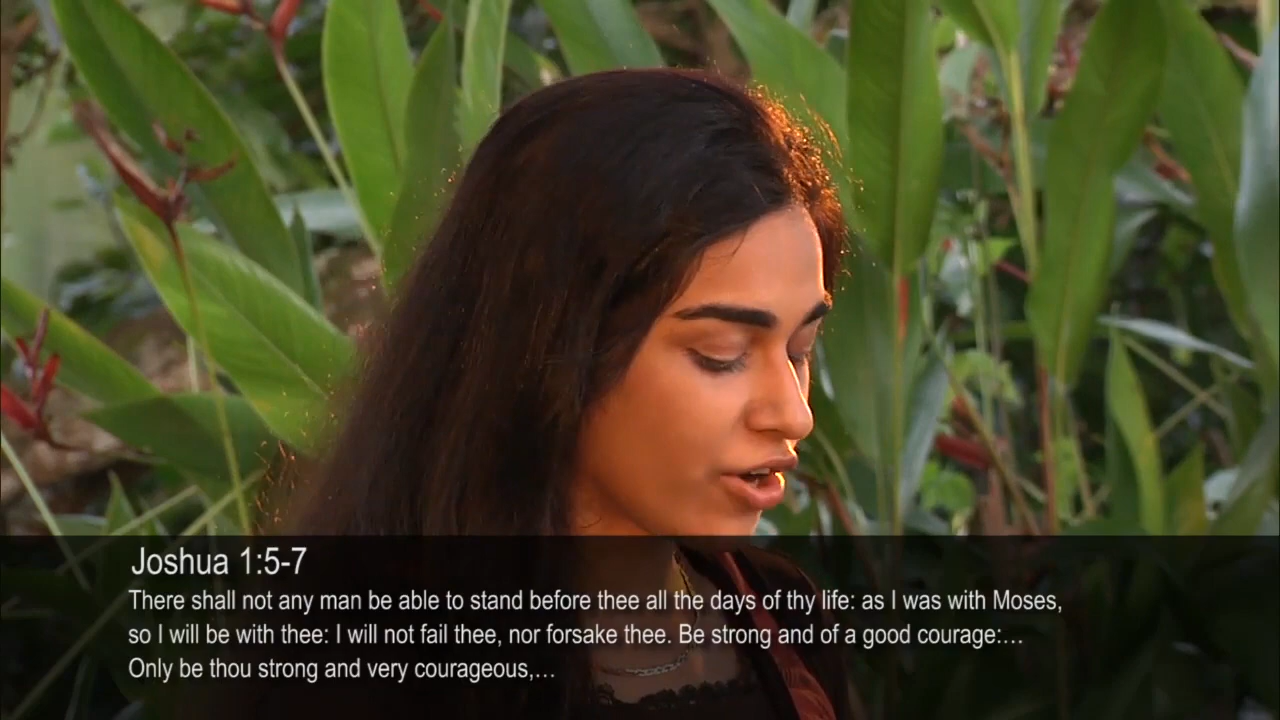 Joshua 1:5-7
There shall not any man be able to stand before thee all the days of thy life: as I was with Moses,
so I will be with thee: I will not fail thee, nor forsake thee. Be strong and of a good courage:…
Only be thou strong and very courageous,…